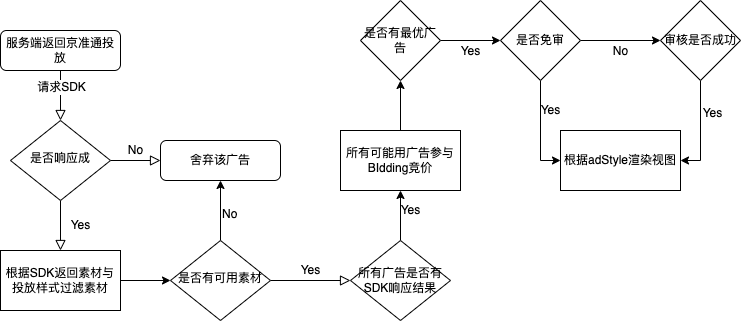 服务端返回京准通投
放
请求SDK
是否响应成
No
舍弃该广告
Yes
No
根据SDK返回素材与
投放样式过滤素材
是否有可用素材
Yes
所有广告是否有
SDK响应结果
Yes
所有可能用广告参与
BIdding竞价
是否有最优广
告
Yes
是否免审
No
审核是否成功
Yes
Yes
根据adStyle渲染视图